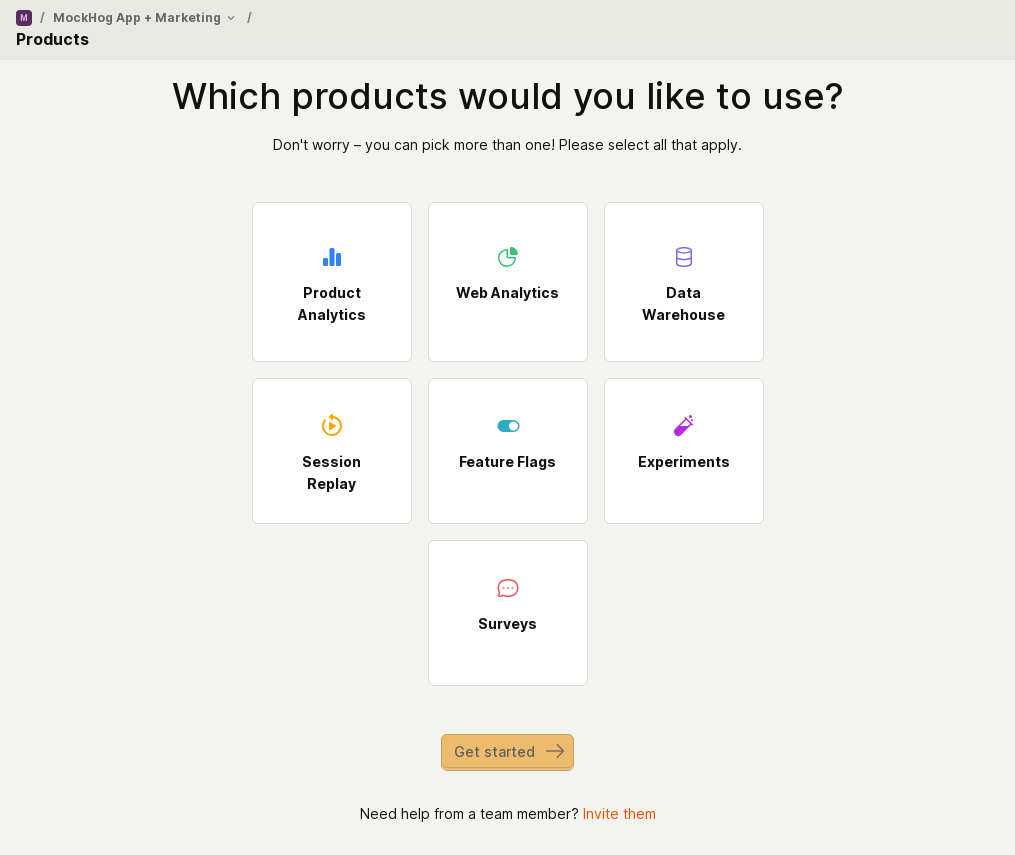 M / MockHog App + Marketing /
Products
Which products would you like to use?
Don't worry – you can pick more than one! Please select all that apply.
Product
Analytics
Web Analytics
Data
Warehouse
Session
Replay
Feature Flags
Experiments
Surveys
Get started
Need help from a team member? Invite them